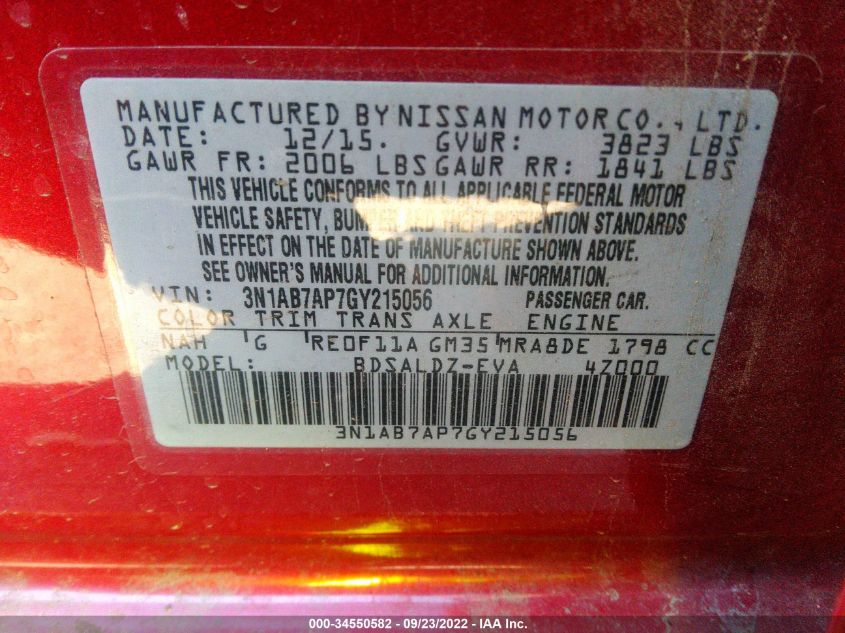 MANUFACTURED BY NISSAN MOTOR CO., LTD.
DATE: 12/15. GVWR: 3823 LBS
GAWR FR: 2006 LBS GAWR RR: 1841 LBS
THIS VEHICLE CONFORMS TO ALL APPLICABLE FEDERAL MOTOR
VEHICLE SAFETY, BUMPER AND THEFT PREVENTION STANDARDS
IN EFFECT ON THE DATE OF MANUFACTURE SHOWN ABOVE.
SEE OWNER'S MANUAL FOR ADDITIONAL INFORMATION.
VIN: 3N1AB7AP7GY215056 PASSENGER CAR.
COLOR TRIM TRANS AXLE ENGINE
NAH G RE0F11A GM35 MRA8DE 1798 CC
MODEL: BDSALDZ-EVA 4Z000
3N1AB7AP7GY215056
000-34550582 - 09/23/2022 - IAA Inc.